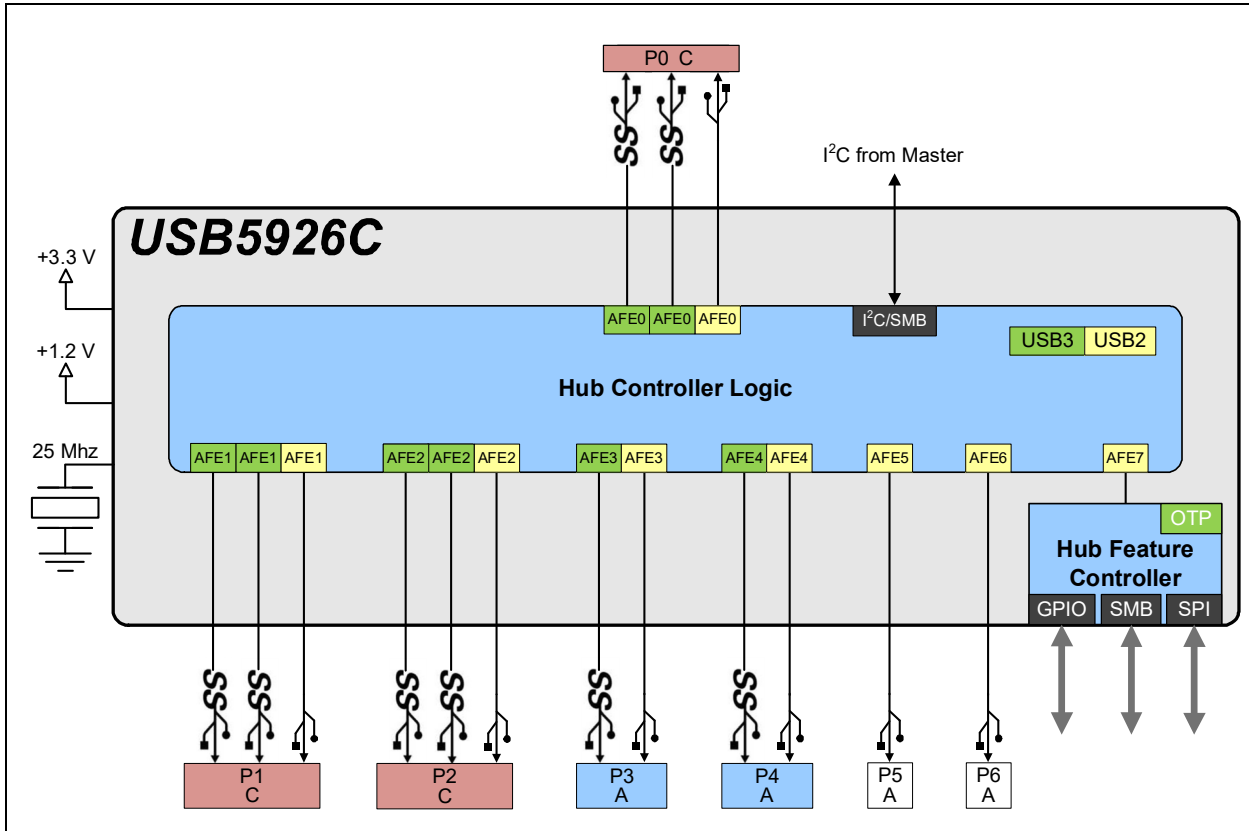 P0 C
SS SS
I²C from Master
USB5926C
+3.3 V
AFE0 AFE0 AFE0
I²C/SMB
USB3 USB2
+1.2 V
Hub Controller Logic
25 Mhz
AFE1 AFE1 AFE1
AFE2 AFE2 AFE2
AFE3 AFE3
AFE4 AFE4
AFE5
AFE6
AFE7
OTP
Hub Feature
Controller
GPIO SMB SPI
SS SS SS SS SS SS
P1
C
P2
C
P3
A
P4
A
P5
A
P6
A